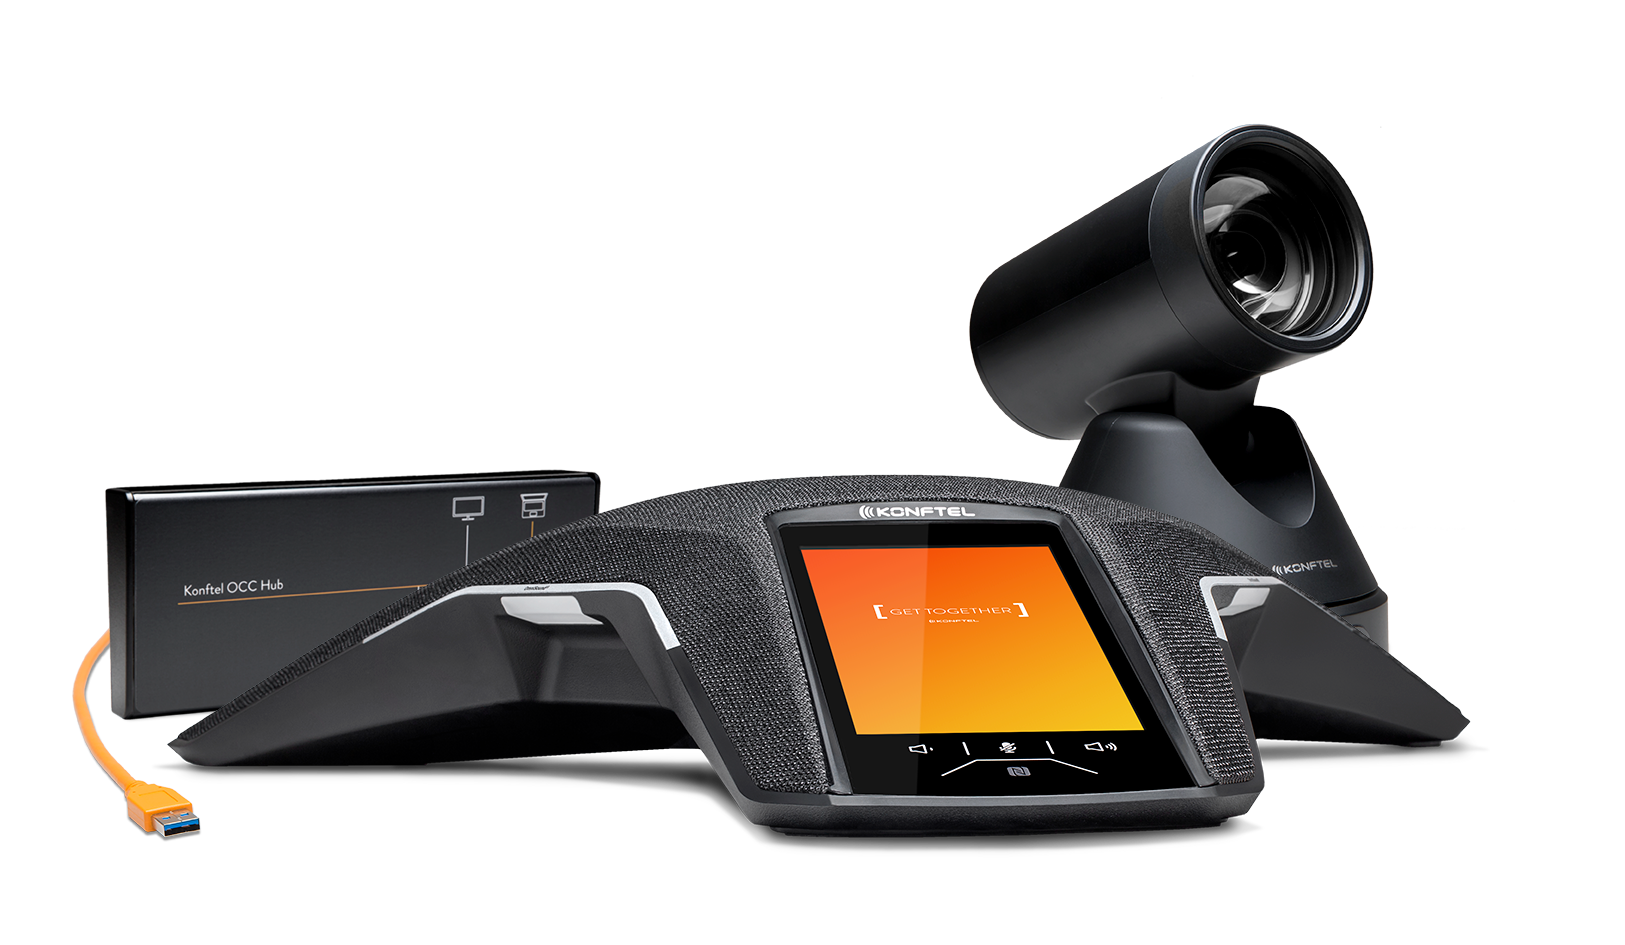 KONFTEL
[ GET TOGETHER ]
KONFTEL
Konftel OCC Hub
KONFTEL